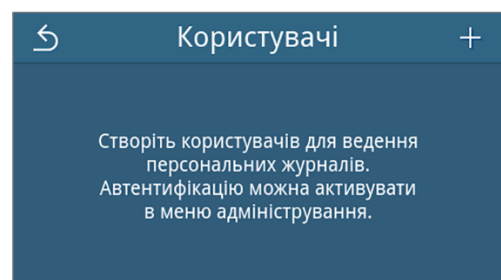 Користувачі
Створіть користувачів для ведення
персональних журналів.
Автентифікацію можна активувати
в меню адміністрування.